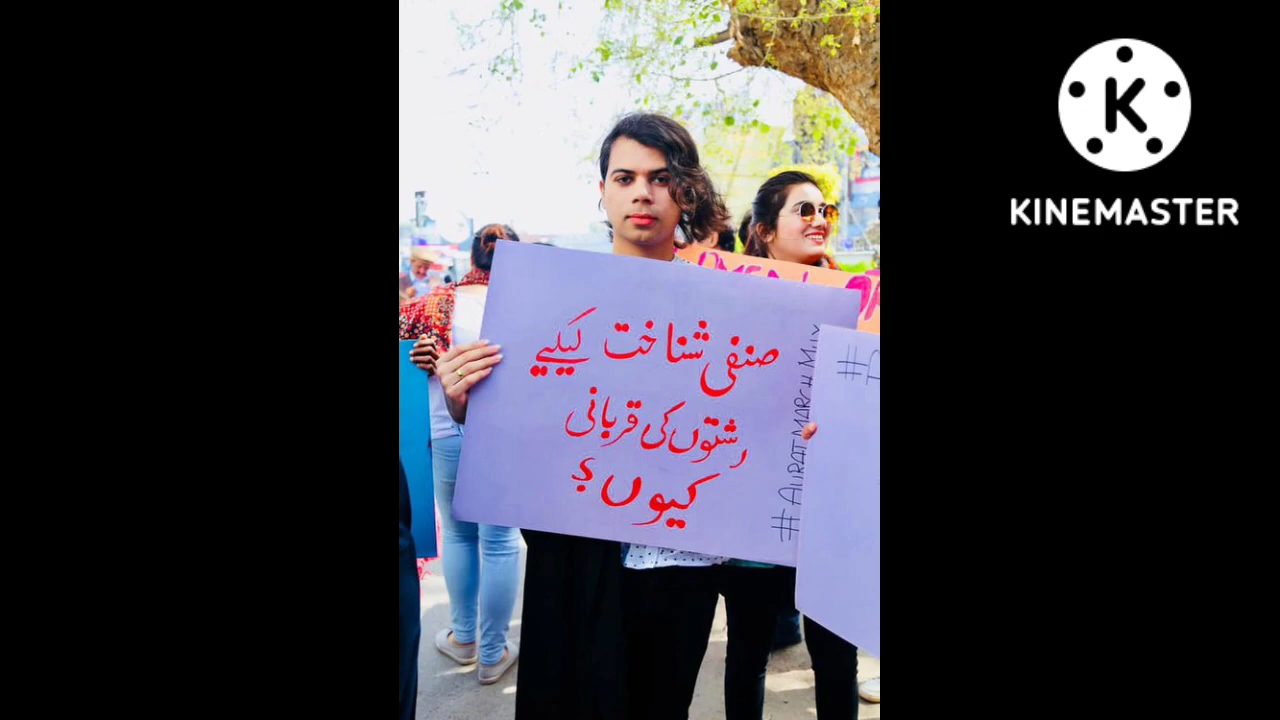 صنفی شناخت کیلیے
رشتوں کی قربانی
کیوں؟
#AURATMARCH
#
KINEMASTER